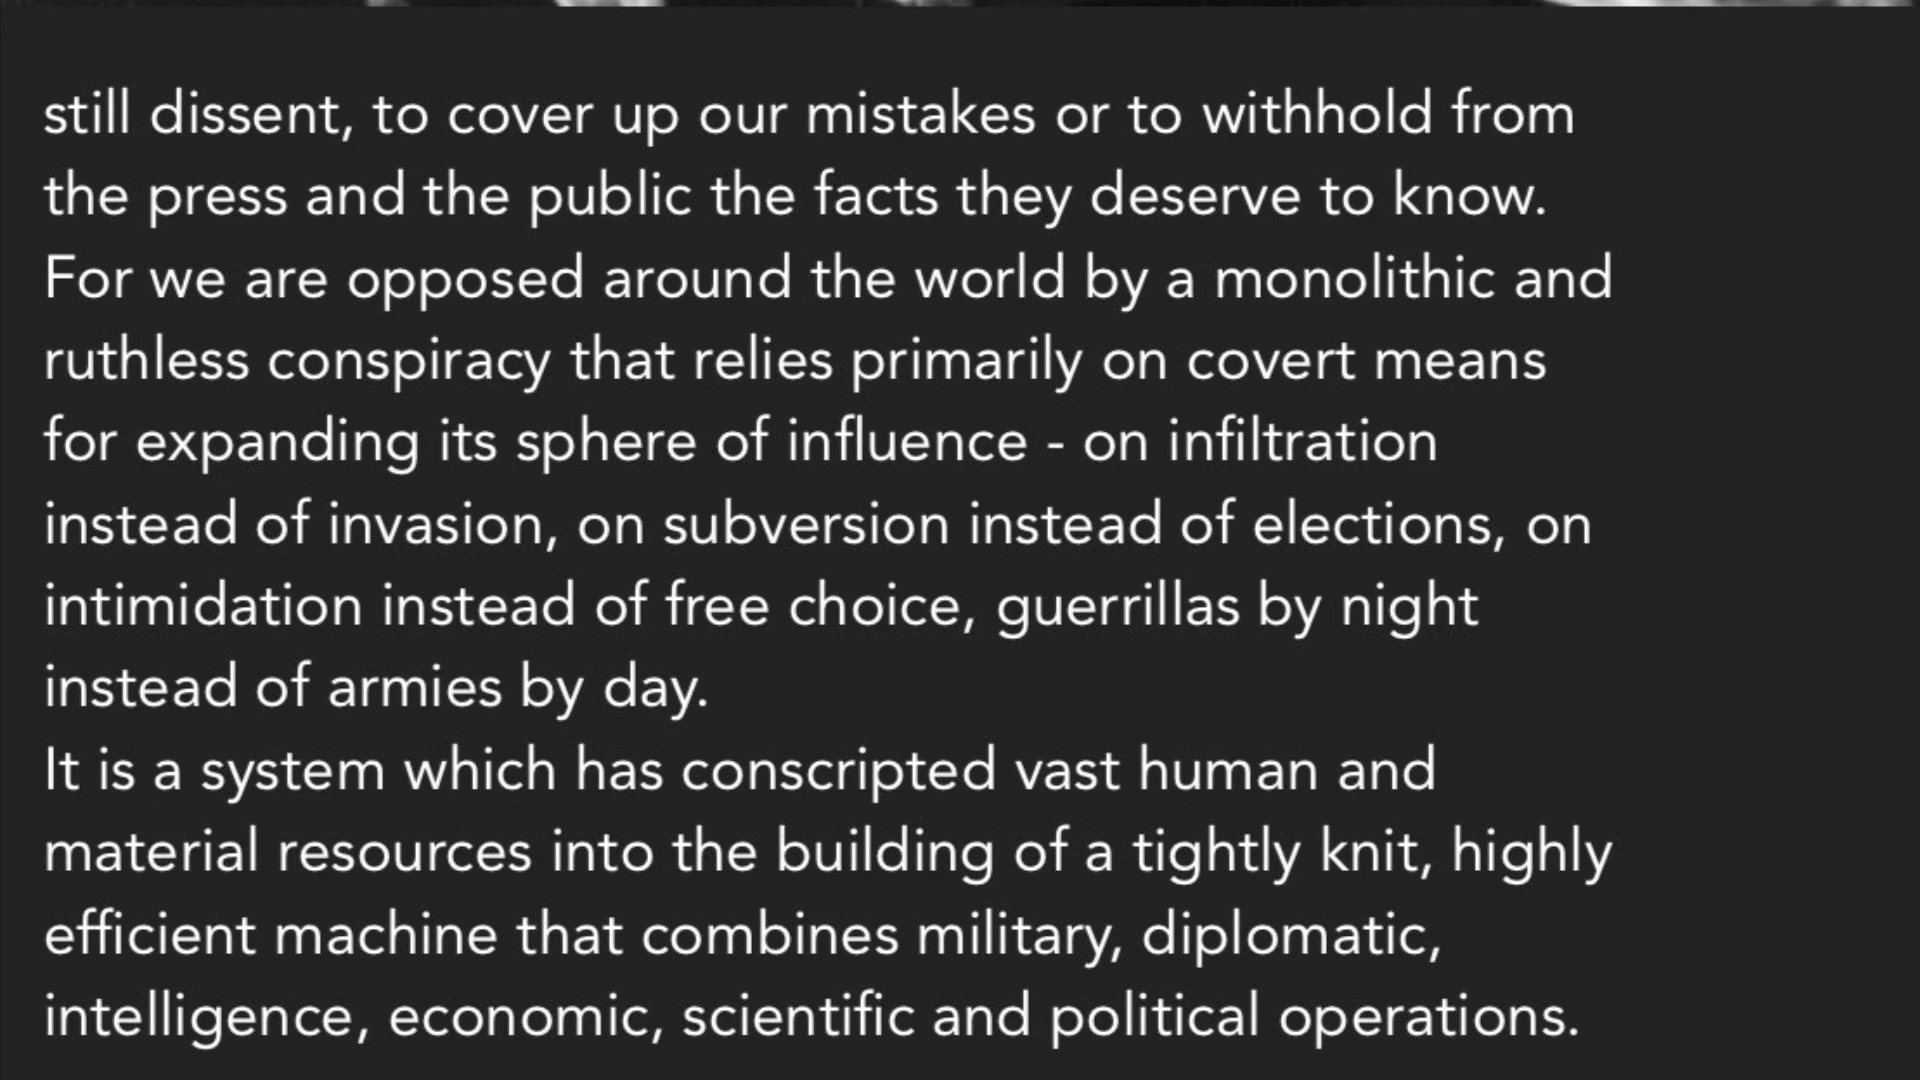 still dissent, to cover up our mistakes or to withhold from
the press and the public the facts they deserve to know.
For we are opposed around the world by a monolithic and
ruthless conspiracy that relies primarily on covert means
for expanding its sphere of influence - on infiltration
instead of invasion, on subversion instead of elections, on
intimidation instead of free choice, guerrillas by night
instead of armies by day.
It is a system which has conscripted vast human and
material resources into the building of a tightly knit, highly
efficient machine that combines military, diplomatic,
intelligence, economic, scientific and political operations.